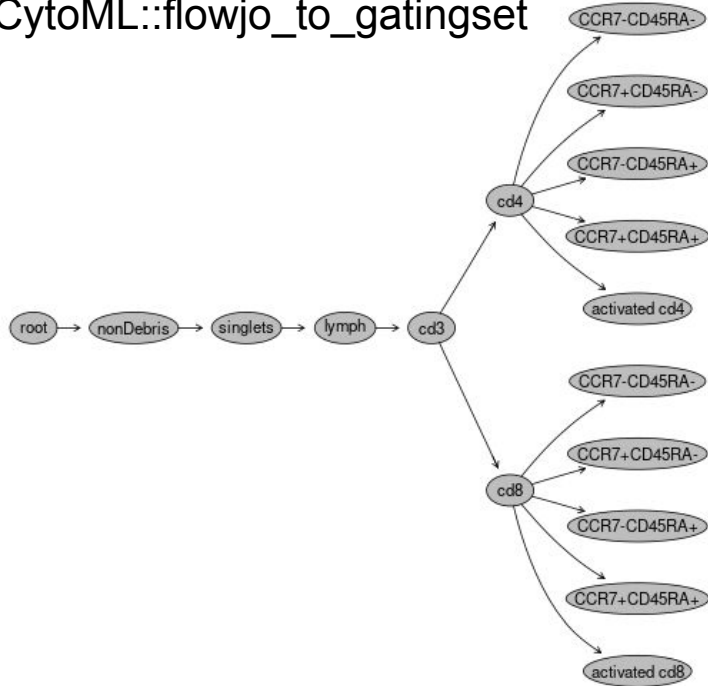 CytoML::flowjo_to_gatingset
CCR7-CD45RA-
CCR7+CD45RA-
CCR7-CD45RA+
cd4
CCR7+CD45RA+
activated cd4
root
nonDebris
singlets
lymph
cd3
CCR7-CD45RA-
CCR7+CD45RA-
cd8
CCR7-CD45RA+
CCR7+CD45RA+
activated cd8